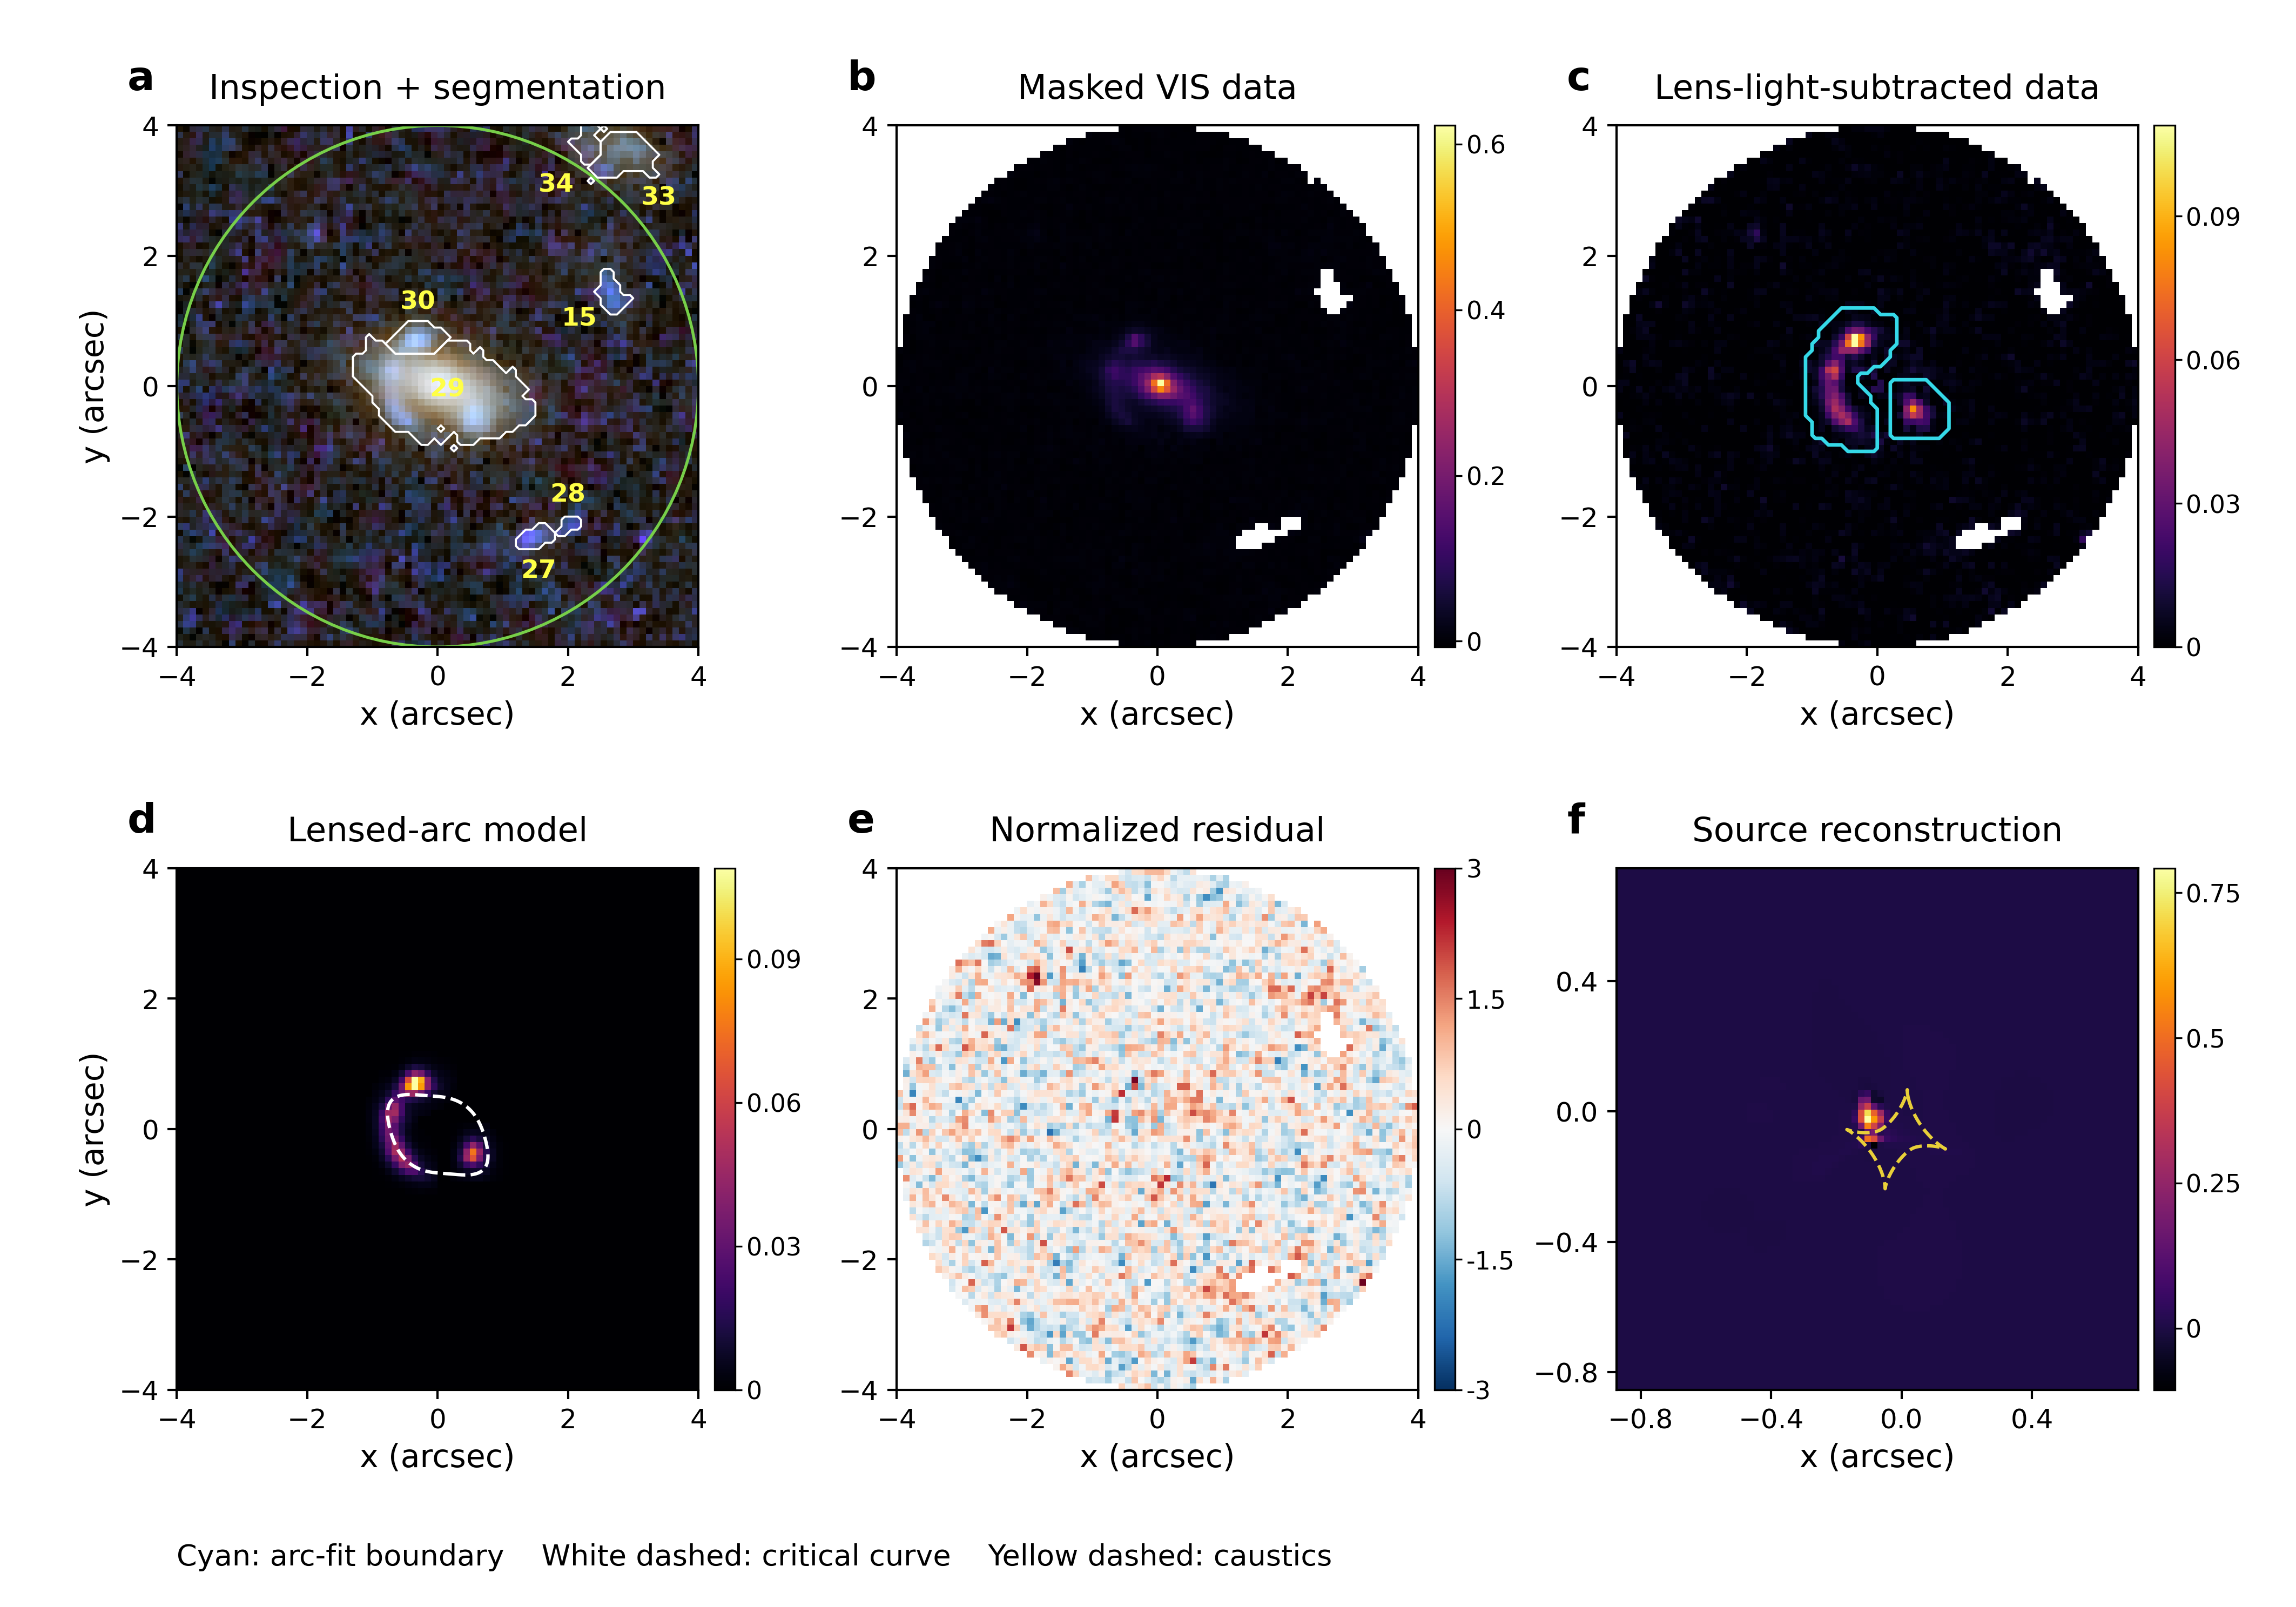 a Inspection + segmentation
4
2
0
−2
−4
y (arcsec)
34
33
30
15
29
28
27
−4 −2 0 2 4
x (arcsec)
b Masked VIS data
4
2
0
−2
−4
−4 −2 0 2 4
x (arcsec)
0.6
0.4
0.2
0
c Lens-light-subtracted data
4
2
0
−2
−4
−4 −2 0 2 4
x (arcsec)
0.09
0.06
0.03
0
d Lensed-arc model
4
2
0
−2
−4
y (arcsec)
−4 −2 0 2 4
x (arcsec)
0.09
0.06
0.03
0
e Normalized residual
4
2
0
−2
−4
−4 −2 0 2 4
x (arcsec)
3
1.5
0
-1.5
-3
f Source reconstruction
0.4
0.0
−0.4
−0.8
−0.8 −0.4 0.0 0.4
x (arcsec)
0.75
0.5
0.25
0
Cyan: arc-fit boundary White dashed: critical curve Yellow dashed: caustics